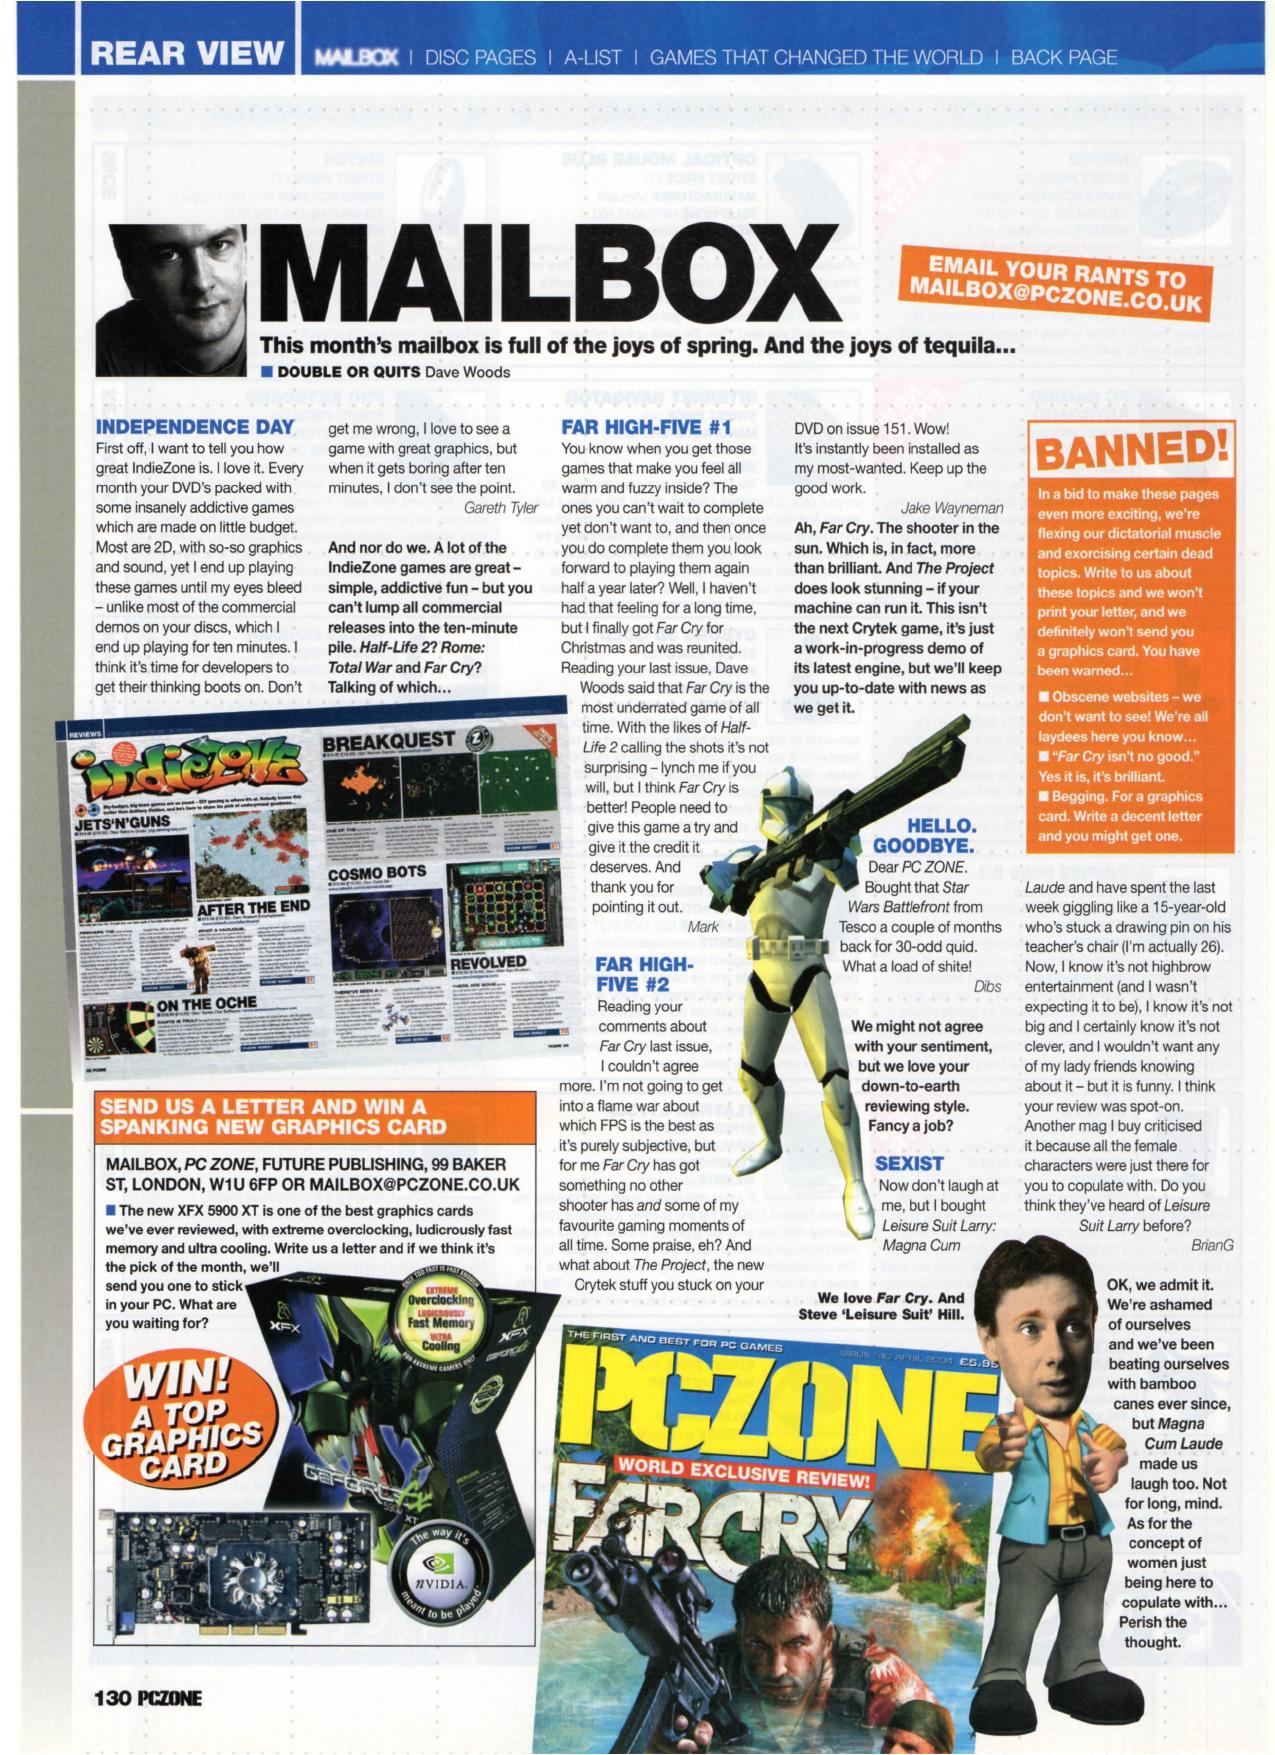 REAR VIEW
MAILBOX | DISC PAGES | A-LIST | GAMES THAT CHANGED THE WORLD | BACK PAGE
MAILBOX
EMAIL YOUR RANTS TO
MAILBOX@PCZONE.CO.UK
This month's mailbox is full of the joys of spring. And the joys of tequila...
■ DOUBLE OR QUITS Dave Woods
INDEPENDENCE DAY
First off, I want to tell you how
great IndieZone is. I love it. Every
month your DVD's packed with
some insanely addictive games
which are made on little budget.
Most are 2D, with so-so graphics
and sound, yet I end up playing
these games until my eyes bleed
– unlike most of the commercial
demos on your discs, which I
end up playing for ten minutes. I
think it's time for developers to
get their thinking boots on. Don't
get me wrong, I love to see a
game with great graphics, but
when it gets boring after ten
minutes, I don't see the point.
Gareth Tyler
And nor do we. A lot of the
IndieZone games are great –
simple, addictive fun – but you
can't lump all commercial
releases into the ten-minute
pile. Half-Life 2? Rome:
Total War and Far Cry?
Talking of which...
REVIEWS
indieZone
JETS'N'GUNS
AFTER THE END
ON THE OCHE
BREAKQUEST
COSMO BOTS
REVOLVED
SEND US A LETTER AND WIN A
SPANKING NEW GRAPHICS CARD
MAILBOX, PC ZONE, FUTURE PUBLISHING, 99 BAKER
ST, LONDON, W1U 6FP OR MAILBOX@PCZONE.CO.UK
■ The new XFX 5900 XT is one of the best graphics cards
we've ever reviewed, with extreme overclocking, ludicrously fast
memory and ultra cooling. Write us a letter and if we think it's
the pick of the month, we'll
send you one to stick
in your PC. What are
you waiting for?
WIN!
A TOP
GRAPHICS
CARD
XFX
EXTREME
Overclocking
LUDICROUSLY
Fast Memory
ULTRA
Cooling
FOR EXTREME GAMERS ONLY
XFX
GEFORCE FX
5900
XT
The way it's
NVIDIA.
meant to be played
FAR HIGH-FIVE #1
You know when you get those
games that make you feel all
warm and fuzzy inside? The
ones you can't wait to complete
yet don't want to, and then once
you do complete them you look
forward to playing them again
half a year later? Well, I haven't
had that feeling for a long time,
but I finally got Far Cry for
Christmas and was reunited.
Reading your last issue, Dave
Woods said that Far Cry is the
most underrated game of all
time. With the likes of Half-
Life 2 calling the shots it's not
surprising – lynch me if you
will, but I think Far Cry is
better! People need to
give this game a try and
give it the credit it
deserves. And
thank you for
pointing it out.
Mark
FAR HIGH-
FIVE #2
Reading your
comments about
Far Cry last issue,
I couldn't agree
more. I'm not going to get
into a flame war about
which FPS is the best as
it's purely subjective, but
for me Far Cry has got
something no other
shooter has and some of my
favourite gaming moments of
all time. Some praise, eh? And
what about The Project, the new
Crytek stuff you stuck on your
DVD on issue 151. Wow!
It's instantly been installed as
my most-wanted. Keep up the
good work.
Jake Wayneman
Ah, Far Cry. The shooter in the
sun. Which is, in fact, more
than brilliant. And The Project
does look stunning – if your
machine can run it. This isn't
the next Crytek game, it's just
a work-in-progress demo of
its latest engine, but we'll keep
you up-to-date with news as
we get it.
HELLO.
GOODBYE.
Dear PC ZONE.
Bought that Star
Wars Battlefront from
Tesco a couple of months
back for 30-odd quid.
What a load of shite!
Dibs
We might not agree
with your sentiment,
but we love your
down-to-earth
reviewing style.
Fancy a job?
SEXIST
Now don't laugh at
me, but I bought
Leisure Suit Larry:
Magna Cum
We love Far Cry. And
Steve 'Leisure Suit' Hill.
BANNED!
In a bid to make these pages
even more exciting, we're
flexing our dictatorial muscle
and exorcising certain dead
topics. Write to us about
these topics and we won't
print your letter, and we
definitely won't send you
a graphics card. You have
been warned...
■ Obscene websites – we
don't want to see! We're all
laydees here you know...
■ "Far Cry isn't no good."
Yes it is, it's brilliant.
■ Begging. For a graphics
card. Write a decent letter
and you might get one.
Laude and have spent the last
week giggling like a 15-year-old
who's stuck a drawing pin on his
teacher's chair (I'm actually 26).
Now, I know it's not highbrow
entertainment (and I wasn't
expecting it to be), I know it's not
big and I certainly know it's not
clever, and I wouldn't want any
of my lady friends knowing
about it – but it is funny. I think
your review was spot-on.
Another mag I buy criticised
it because all the female
characters were just there for
you to copulate with. Do you
think they've heard of Leisure
Suit Larry before?
BrianG
OK, we admit it.
We're ashamed
of ourselves
and we've been
beating ourselves
with bamboo
canes ever since,
but Magna
Cum Laude
made us
laugh too. Not
for long, mind.
As for the
concept of
women just
being here to
copulate with...
Perish the
thought.
THE FIRST AND BEST FOR PC GAMES
ISSUE 140 APRIL 2004 £5.99
PCZONE
WORLD EXCLUSIVE REVIEW!
FARCRY
130 PCZONE